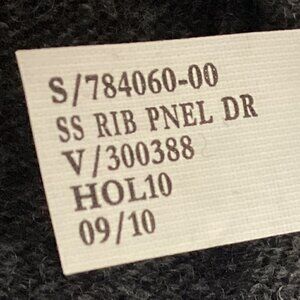 S/784060-00
SS RIB PNEL DR
V/300388
HOL10
09/10